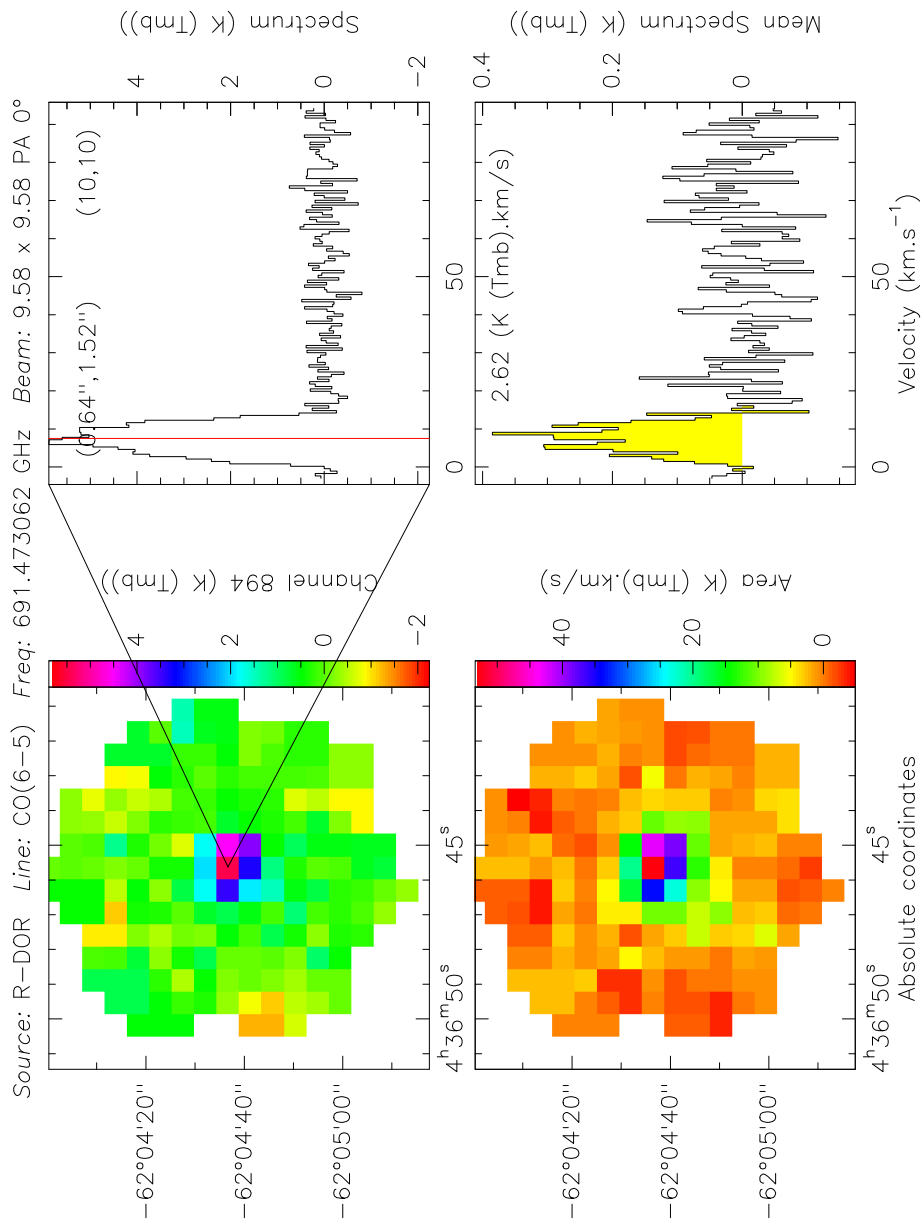 Source: R-DOR Line: CO(6-5) Freq: 691.473062 GHz Beam: 9.58 x 9.58 PA 0°
-62°04'20"
-62°04'40"
-62°05'00"
4ʰ36ᵐ50ˢ
45ˢ
Channel 894 (K (Tmb))
4
2
0
-2
(0.64",1.52")
(10,10)
0
50
4
2
0
-2
Spectrum (K (Tmb))
-62°04'20"
-62°04'40"
-62°05'00"
4ʰ36ᵐ50ˢ
45ˢ
Absolute coordinates
Area (K (Tmb).km/s)
40
20
0
2.62 (K (Tmb).km/s
0
50
Velocity (km.s⁻¹)
0.4
0.2
0
Mean Spectrum (K (Tmb))